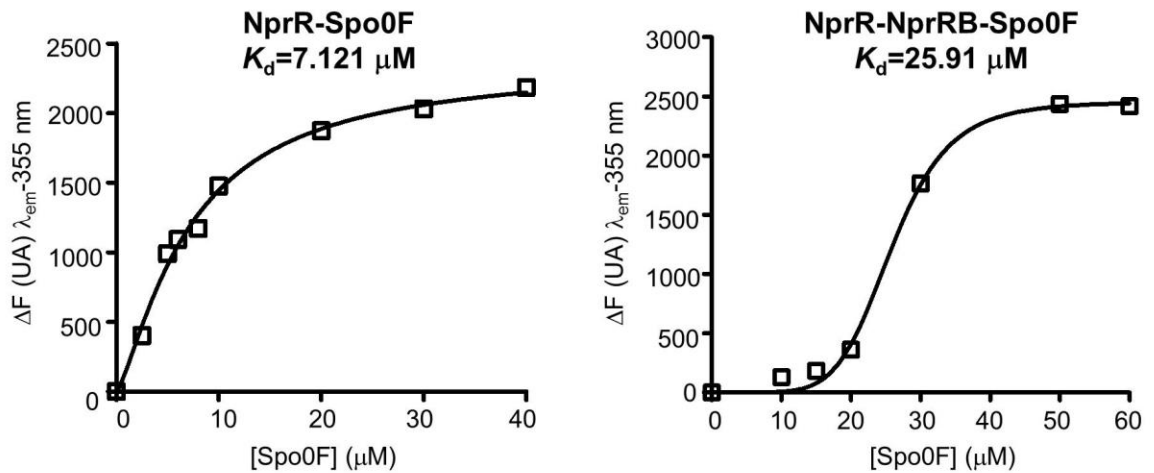 NprR-Spo0F
Kd=7.121 μM
2500
2000
1500
1000
500
0
ΔF (UA) λem-355 nm
0 10 20 30 40
[Spo0F] (μM)
NprR-NprRB-Spo0F
Kd=25.91 μM
3000
2500
2000
1500
1000
500
0
ΔF (UA) λem-355 nm
0 10 20 30 40 50 60
[Spo0F] (μM)